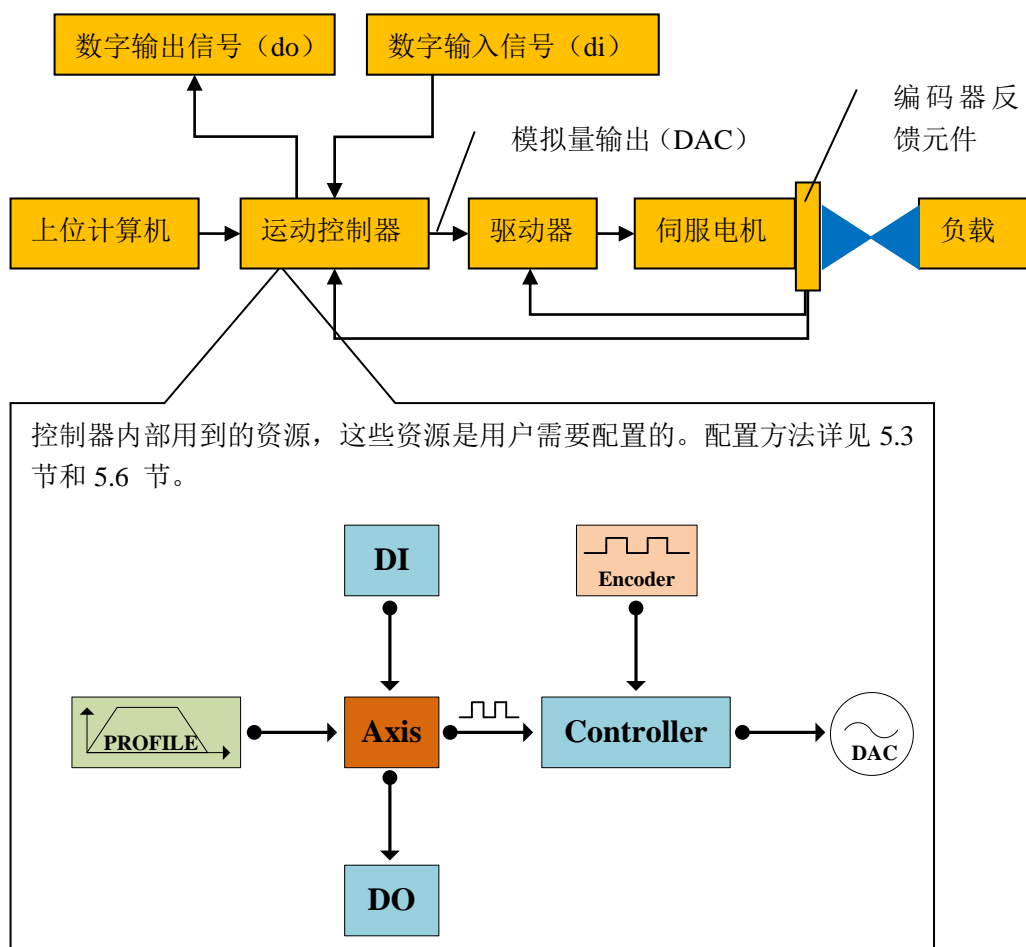 数字输出信号（do）
数字输入信号（di）
编码器反
馈元件
模拟量输出（DAC）
上位计算机
运动控制器
驱动器
伺服电机
负载
控制器内部用到的资源，这些资源是用户需要配置的。配置方法详见 5.3
节和 5.6 节。
DI
Encoder
PROFILE
Axis
Controller
DAC
DO